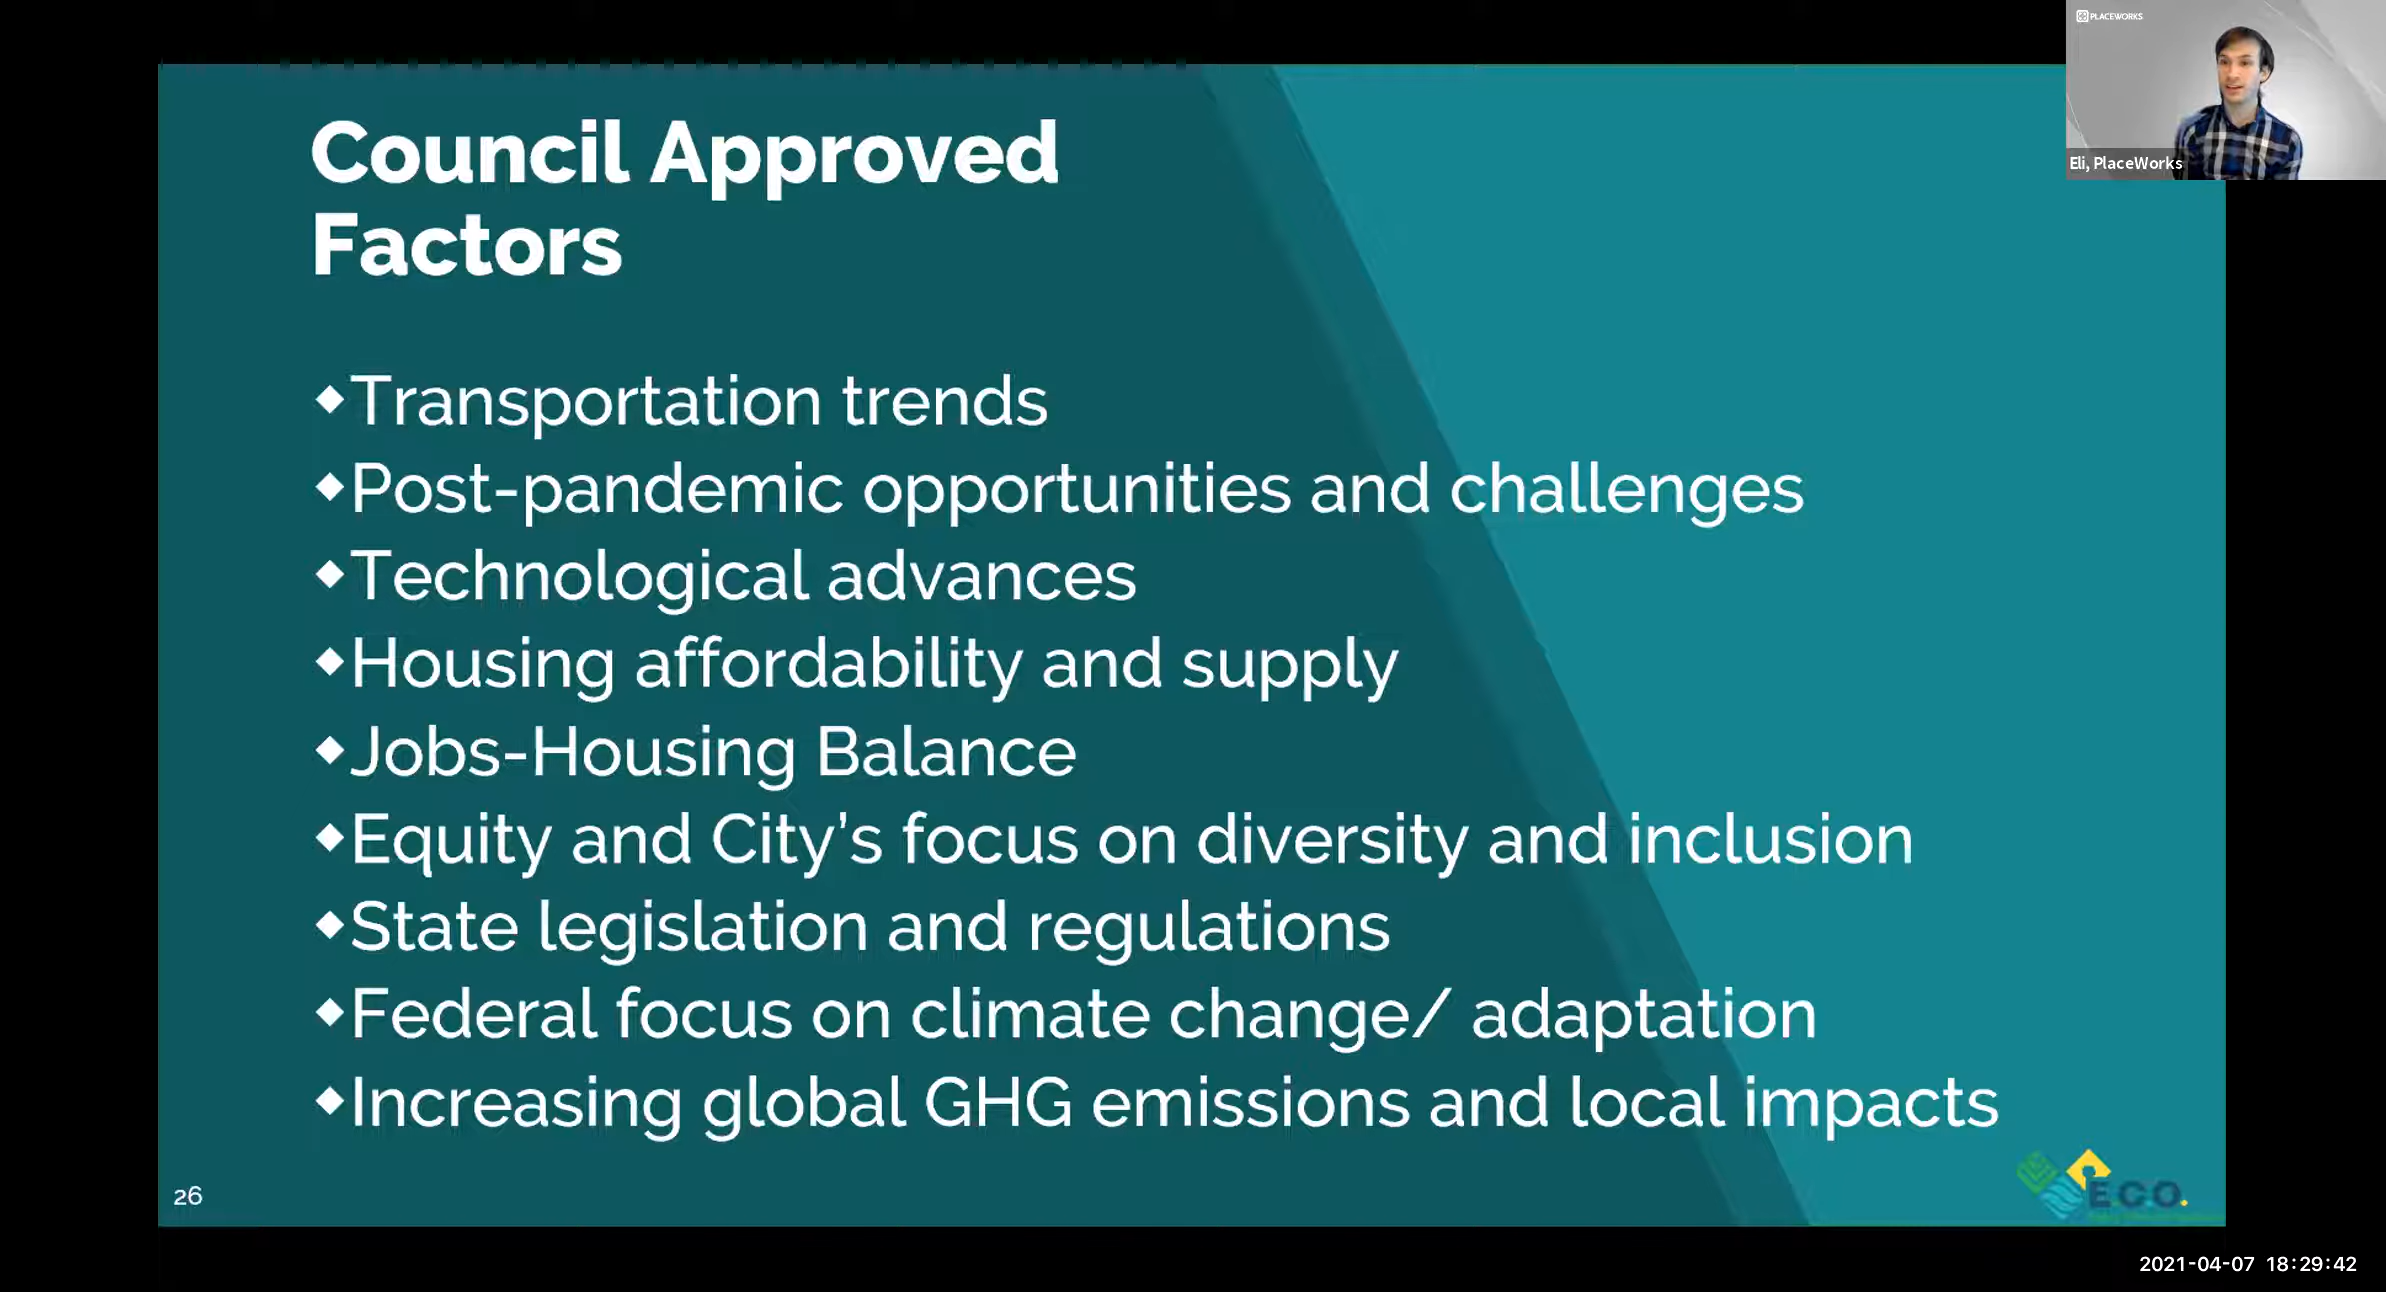 PLACEWORKS
Eli, PlaceWorks
Council Approved
Factors
◆Transportation trends
◆Post-pandemic opportunities and challenges
◆Technological advances
◆Housing affordability and supply
◆Jobs-Housing Balance
◆Equity and City’s focus on diversity and inclusion
◆State legislation and regulations
◆Federal focus on climate change/ adaptation
◆Increasing global GHG emissions and local impacts
26
E.C.O.
2021-04-07 18:29:42